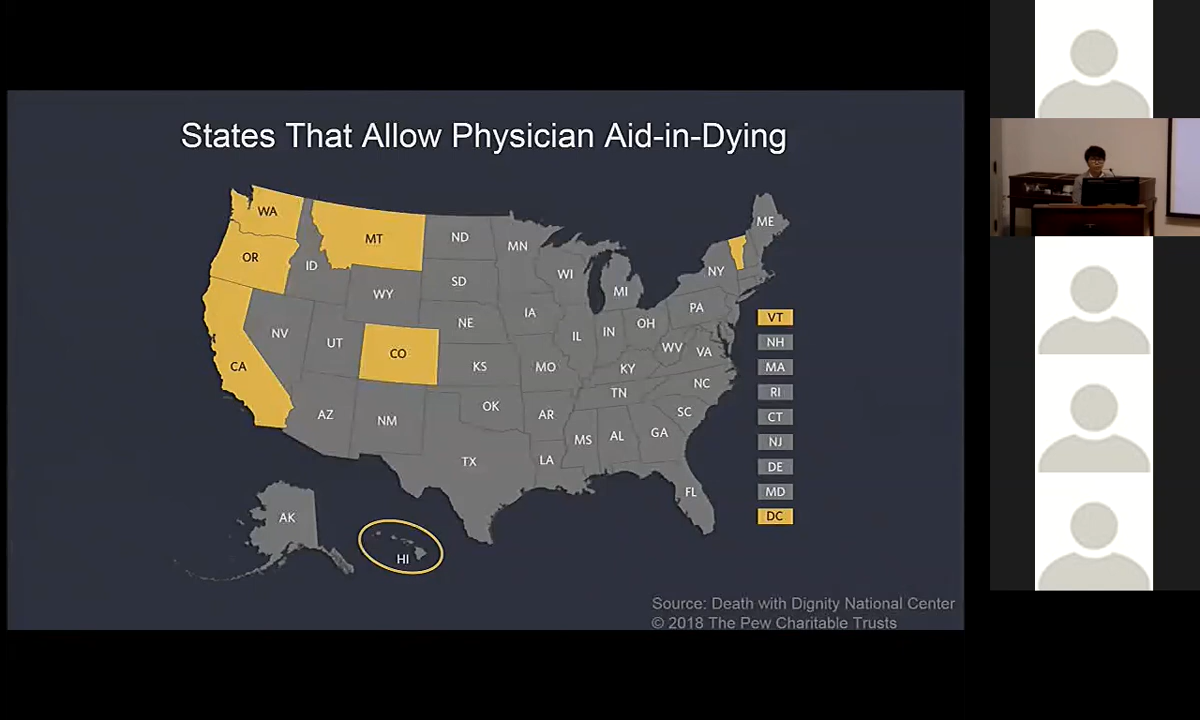 States That Allow Physician Aid-in-Dying
WA
MT
ND
MN
ME
OR
ID
WY
SD
WI
MI
NY
NV
UT
CO
NE
IA
IL
IN
OH
PA
CA
KS
MO
KY
WV
VA
AZ
NM
OK
AR
TN
NC
TX
LA
MS
AL
GA
SC
FL
AK
HI
VT
NH
MA
RI
CT
NJ
DE
MD
DC
Source: Death with Dignity National Center
© 2018 The Pew Charitable Trusts